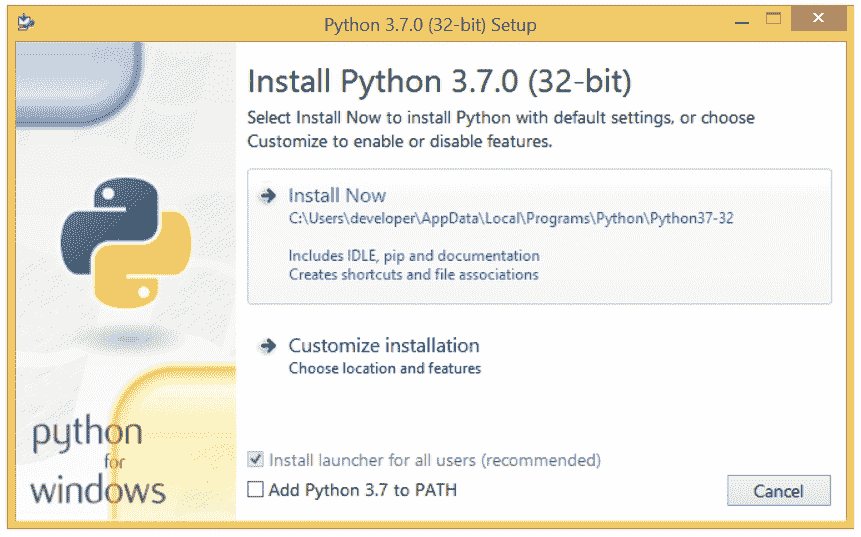 Python 3.7.0 (32-bit) Setup
Install Python 3.7.0 (32-bit)
Select Install Now to install Python with default settings, or choose
Customize to enable or disable features.
Install Now
C:\Users\developer\AppData\Local\Programs\Python\Python37-32
Includes IDLE, pip and documentation
Creates shortcuts and file associations
Customize installation
Choose location and features
python
for
windows
Install launcher for all users (recommended)
Add Python 3.7 to PATH
Cancel